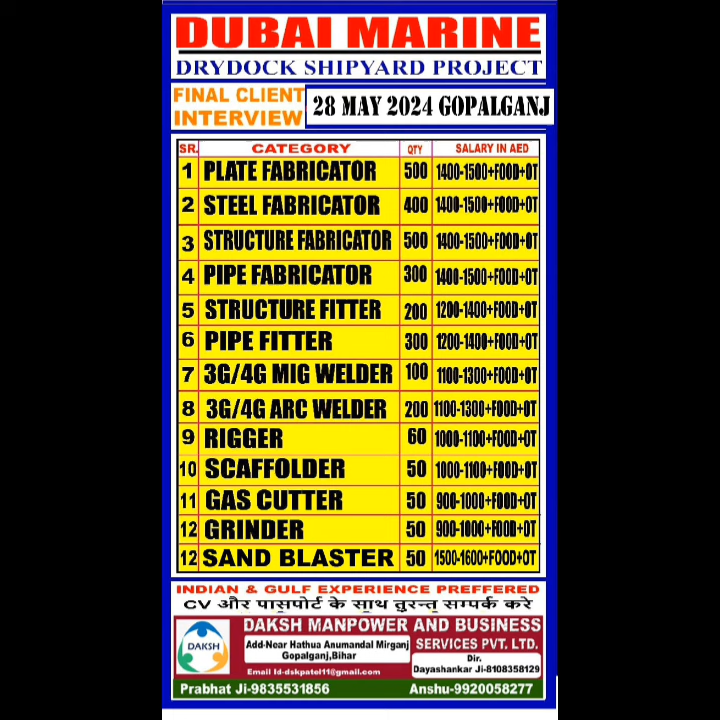 DUBAI MARINE
DRYDOCK SHIPYARD PROJECT
FINAL CLIENT INTERVIEW 28 MAY 2024 GOPALGANJ
SR. CATEGORY QTY SALARY IN AED
1 PLATE FABRICATOR 500 1400-1500+FOOD+OT
2 STEEL FABRICATOR 400 1400-1500+FOOD+OT
3 STRUCTURE FABRICATOR 500 1400-1500+FOOD+OT
4 PIPE FABRICATOR 300 1400-1500+FOOD+OT
5 STRUCTURE FITTER 200 1200-1400+FOOD+OT
6 PIPE FITTER 300 1200-1400+FOOD+OT
7 3G/4G MIG WELDER 100 1100-1300+FOOD+OT
8 3G/4G ARC WELDER 200 1100-1300+FOOD+OT
9 RIGGER 60 1000-1100+FOOD+OT
10 SCAFFOLDER 50 1000-1100+FOOD+OT
11 GAS CUTTER 50 900-1000+FOOD+OT
12 GRINDER 50 900-1000+FOOD+OT
12 SAND BLASTER 50 1500-1600+FOOD+OT
INDIAN & GULF EXPERIENCE PREFFERED
CV और पासपोर्ट के साथ तुरन्त सम्पर्क करे
DAKSH
DAKSH MANPOWER AND BUSINESS
SERVICES PVT. LTD.
Add-Near Hathua Anumandal Mirganj
Gopalganj,Bihar
Email Id-dskpatel11@gmail.com
Dir.
Dayashankar Ji-8108358129
Prabhat Ji-9835531856 Anshu-9920058277